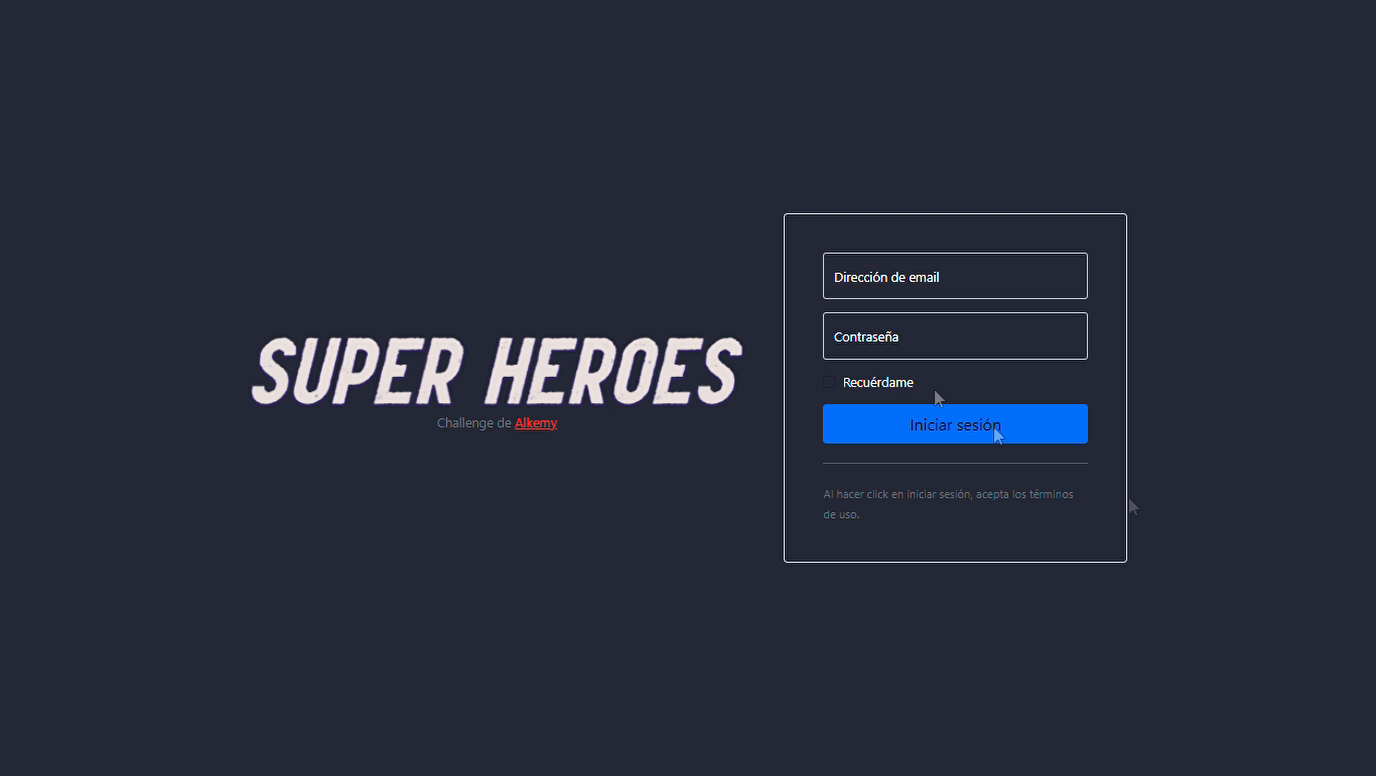 SUPER HEROES
Challenge de Alkemy
Dirección de email
Contraseña
Recuérdame
Iniciar sesión
Al hacer click en iniciar sesión, acepta los términos
de uso.